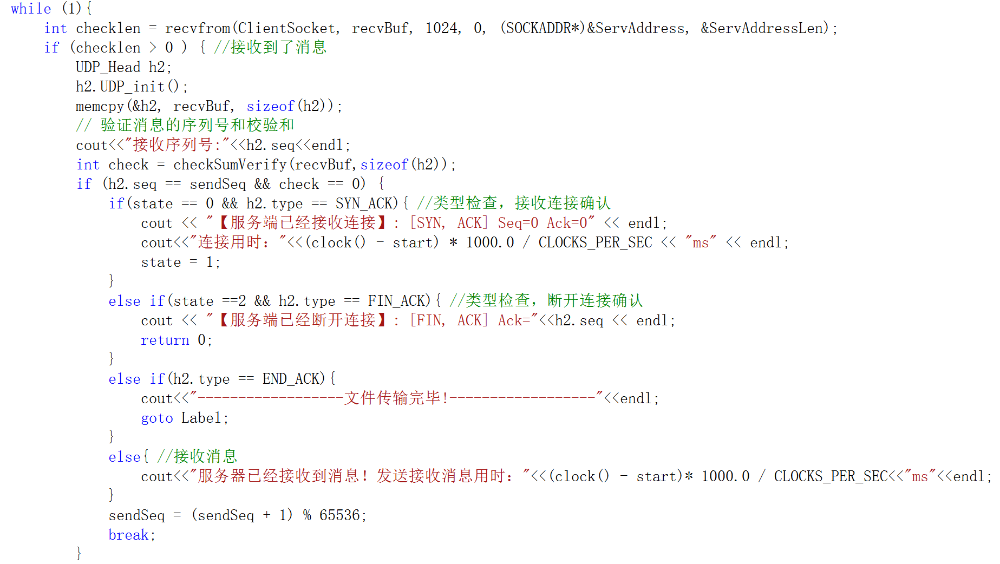 while (1){
    int checklen = recvfrom(ClientSocket, recvBuf, 1024, 0, (SOCKADDR*)&ServAddress, &ServAddressLen);
    if (checklen > 0 ) { //接收到了消息
        UDP_Head h2;
        h2.UDP_init();
        memcpy(&h2, recvBuf, sizeof(h2));
        // 验证消息的序列号和校验和
        cout<<"接收序列号:"<<h2.seq<<endl;
        int check = checkSumVerify(recvBuf,sizeof(h2));
        if (h2.seq == sendSeq && check == 0) {
            if(state == 0 && h2.type == SYN_ACK){ //类型检查，接收连接确认
                cout << "【服务端已经接收连接】: [SYN, ACK] Seq=0 Ack=0" << endl;
                cout<<"连接用时："<<(clock() - start) * 1000.0 / CLOCKS_PER_SEC << "ms" << endl;
                state = 1;
            }
            else if(state ==2 && h2.type == FIN_ACK){ //类型检查，断开连接确认
                cout << "【服务端已经断开连接】: [FIN, ACK] Ack="<<h2.seq << endl;
                return 0;
            }
            else if(h2.type == END_ACK){
                cout<<"------------------文件传输完毕!------------------"<<endl;
                goto Label;
            }
            else{ //接收消息
                cout<<"服务器已经接收到消息！发送接收消息用时："<<(clock() - start)* 1000.0 / CLOCKS_PER_SEC<<"ms"<<endl;
            }
            sendSeq = (sendSeq + 1) % 65536;
            break;
        }